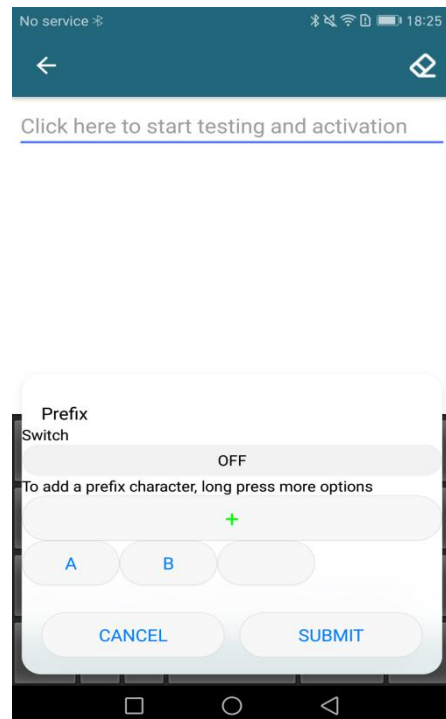 No service 18:25
Click here to start testing and activation
Prefix
Switch
OFF
To add a prefix character, long press more options
+
A B
CANCEL SUBMIT